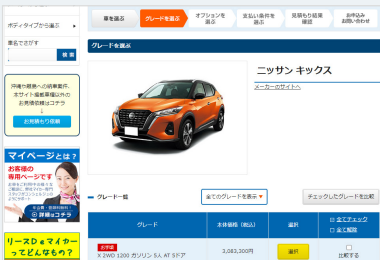 ボディタイプから選ぶ
車名でさがす
検 索
沖縄や離島への納車案件、
本サイト掲載車種以外の
お見積依頼はコチラ
お見積もり依頼
マイページとは？
お客様の
専用ページです
詳細はコチラ
リースDeマイカー
ってどんなもの？
車を選ぶ
グレードを選ぶ
オプションを
選ぶ
支払い条件を
選ぶ
見積もり結果
確認
お申込み
お問い合わせ
グレードを選ぶ
ニッサン キックス
メーカーのサイトへ
グレード一覧
全てのグレードを表示
チェックしたグレードを比較
グレード
本体価格（税込）
選択
全てチェック
全て解除
お求め
X 2WD 1200 ガソリン 5人 AT 5ドア
3,083,300円
選択
比較する